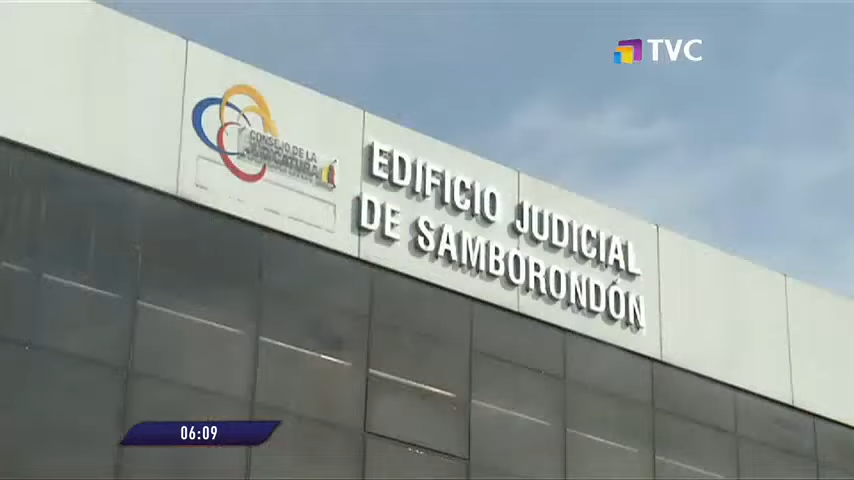 TVC
CONSEJO DE LA
JUDICATURA
EDIFICIO JUDICIAL
DE SAMBORONDÓN
06:09